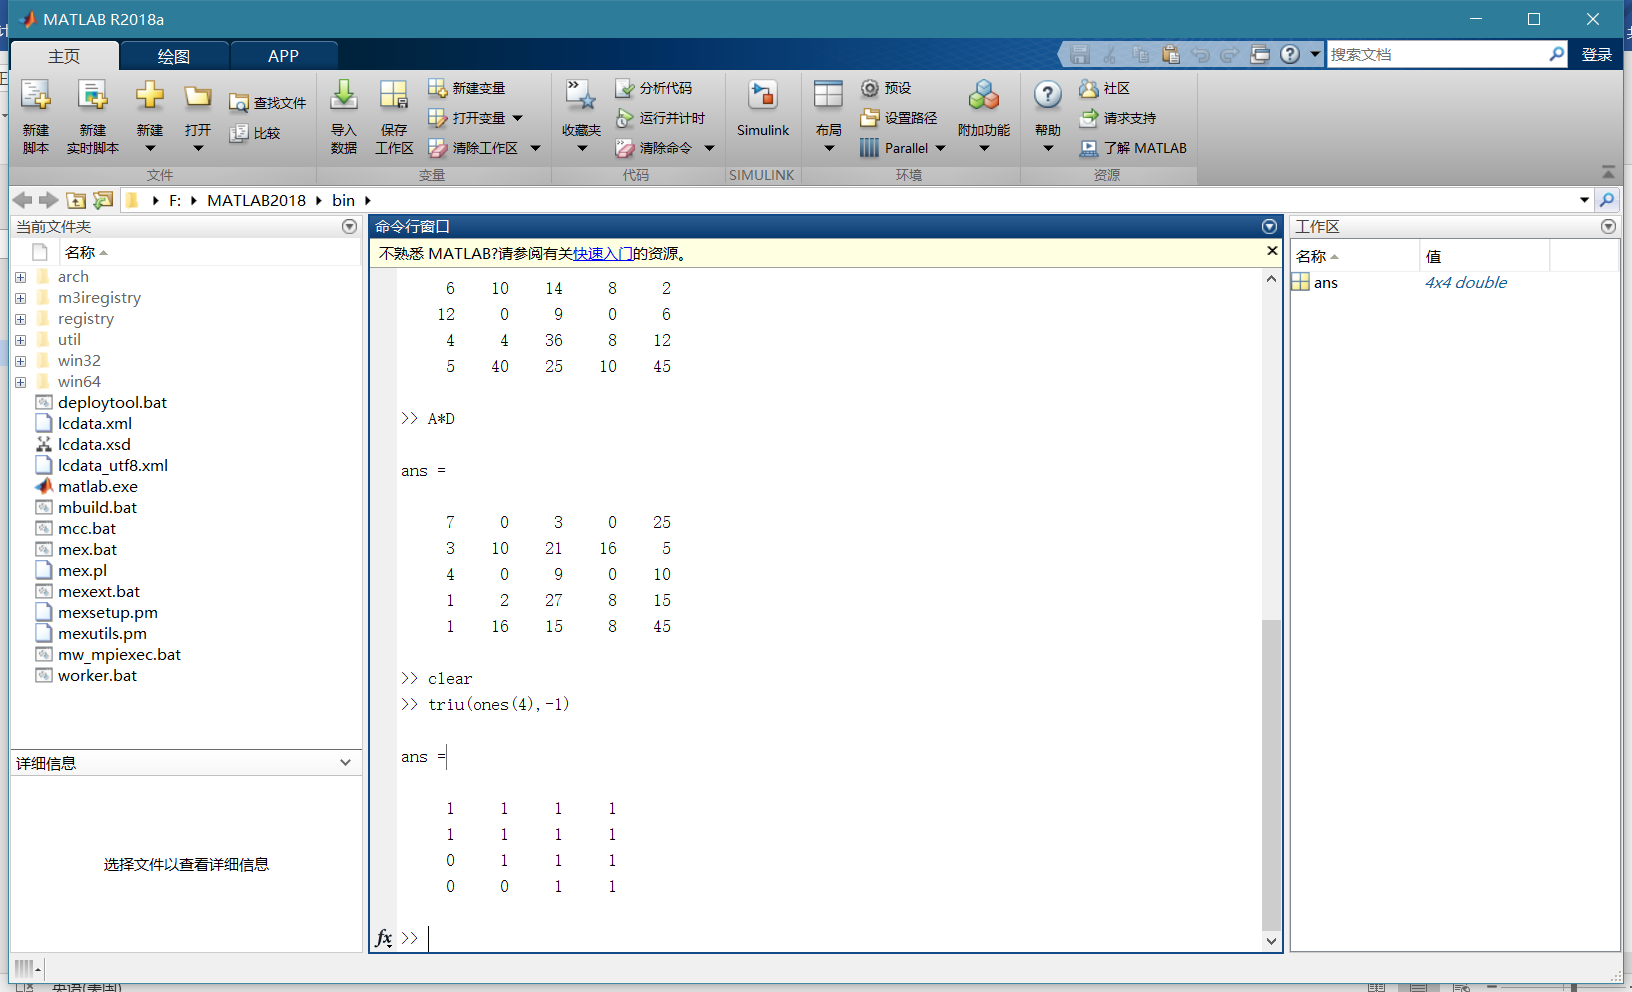 MATLAB R2018a
主页 绘图 APP 搜索文档 登录
新建
脚本
新建
实时脚本
新建
打开
查找文件
比较
导入
数据
保存
工作区
新建变量
打开变量
清除工作区
收藏夹
分析代码
运行并计时
清除命令
Simulink
布局
预设
设置路径
Parallel
附加功能
帮助
社区
请求支持
了解 MATLAB
文件 变量 代码 SIMULINK 环境 资源
F: MATLAB2018 bin
当前文件夹
名称
arch
m3iregistry
registry
util
win32
win64
deploytool.bat
lcdata.xml
lcdata.xsd
lcdata_utf8.xml
matlab.exe
mbuild.bat
mcc.bat
mex.bat
mex.pl
mexext.bat
mexsetup.pm
mexutils.pm
mw_mpiexec.bat
worker.bat
详细信息
选择文件以查看详细信息
命令行窗口
不熟悉 MATLAB?请参阅有关快速入门的资源。
6 10 14 8 2
12 0 9 0 6
4 4 36 8 12
5 40 25 10 45
>> A*D
ans =
7 0 3 0 25
3 10 21 16 5
4 0 9 0 10
1 2 27 8 15
1 16 15 8 45
>> clear
>> triu(ones(4),-1)
ans =
1 1 1 1
1 1 1 1
0 1 1 1
0 0 1 1
fx >>
工作区
名称 值
ans 4x4 double
英语(美国)